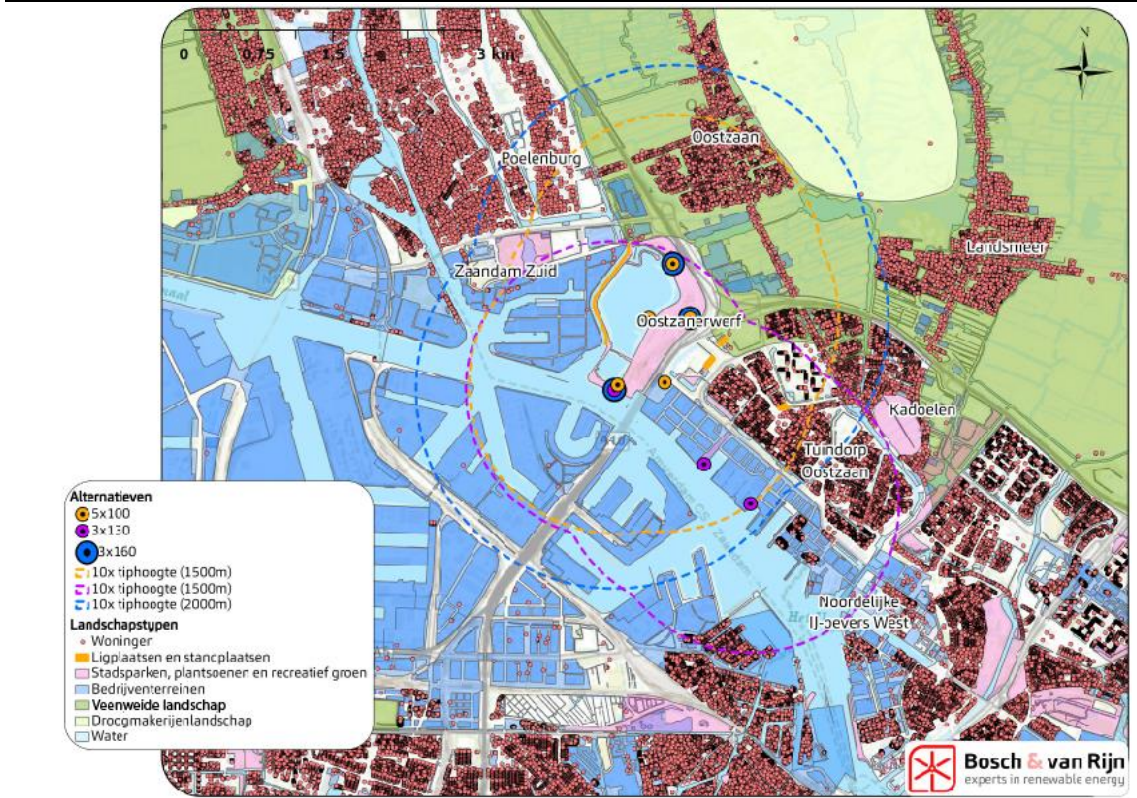 0 0,75 1,5 3 km
Z
Oostzaan
Poelenburg
Landsmeer
Zaandam Zuid
Oostzanerwerf
Kadoelen
Tuindorp
Oostzaan
Noordelijke
IJ-oevers West
Alternatieven
5x100
3x130
3x160
10x tiphoogte (1500m)
10x tiphoogte (1500m)
10x tiphoogte (2000m)
Landschapstypen
Woninger
Ligplaatsen en stancplaatsen
Stadsparken, plantsoenen en recreatief groen
Bedrijventerreinen
Veenweide landschap
Droogmakerijenlandschap
Water
Bosch & van Rijn
experts in renewable energy